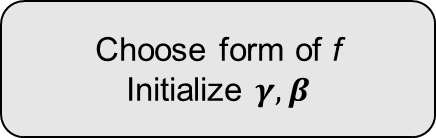 Choose form of f
Initialize γ, β